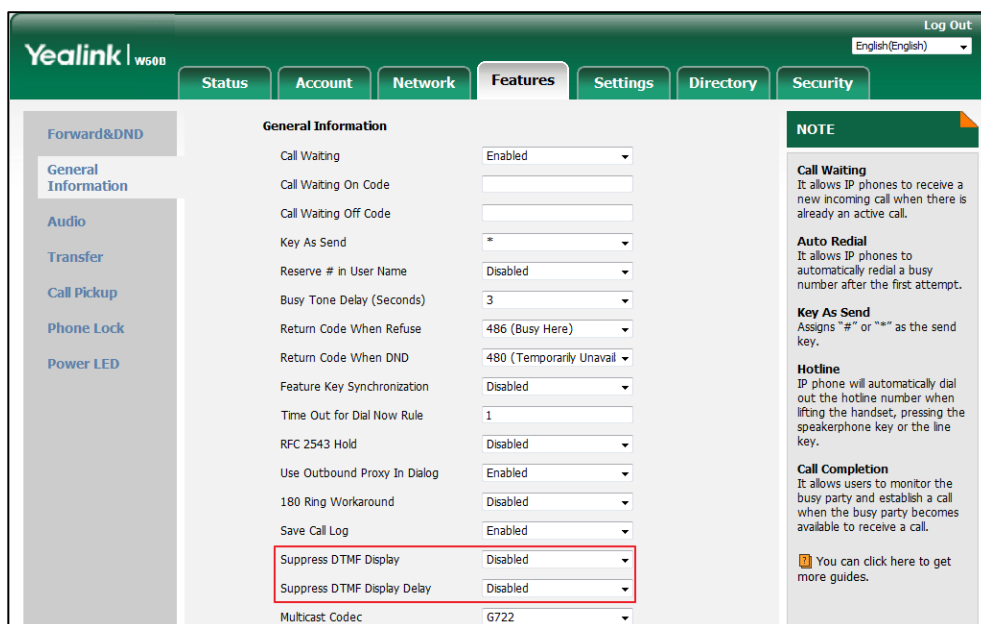 Log Out
Yealink | W60B
English(English)
Status Account Network Features Settings Directory Security
Forward&DND
General
Information
Audio
Transfer
Call Pickup
Phone Lock
Power LED
General Information
Call Waiting Enabled
Call Waiting On Code
Call Waiting Off Code
Key As Send *
Reserve # in User Name Disabled
Busy Tone Delay (Seconds) 3
Return Code When Refuse 486 (Busy Here)
Return Code When DND 480 (Temporarily Unavail
Feature Key Synchronization Disabled
Time Out for Dial Now Rule 1
RFC 2543 Hold Disabled
Use Outbound Proxy In Dialog Enabled
180 Ring Workaround Disabled
Save Call Log Enabled
Suppress DTMF Display Disabled
Suppress DTMF Display Delay Disabled
Multicast Codec G722
NOTE
Call Waiting
It allows IP phones to receive a
new incoming call when there is
already an active call.
Auto Redial
It allows IP phones to
automatically redial a busy
number after the first attempt.
Key As Send
Assigns "#" or "*" as the send
key.
Hotline
IP phone will automatically dial
out the hotline number when
lifting the handset, pressing the
speakerphone key or the line
key.
Call Completion
It allows users to monitor the
busy party and establish a call
when the busy party becomes
available to receive a call.
You can click here to get
more guides.